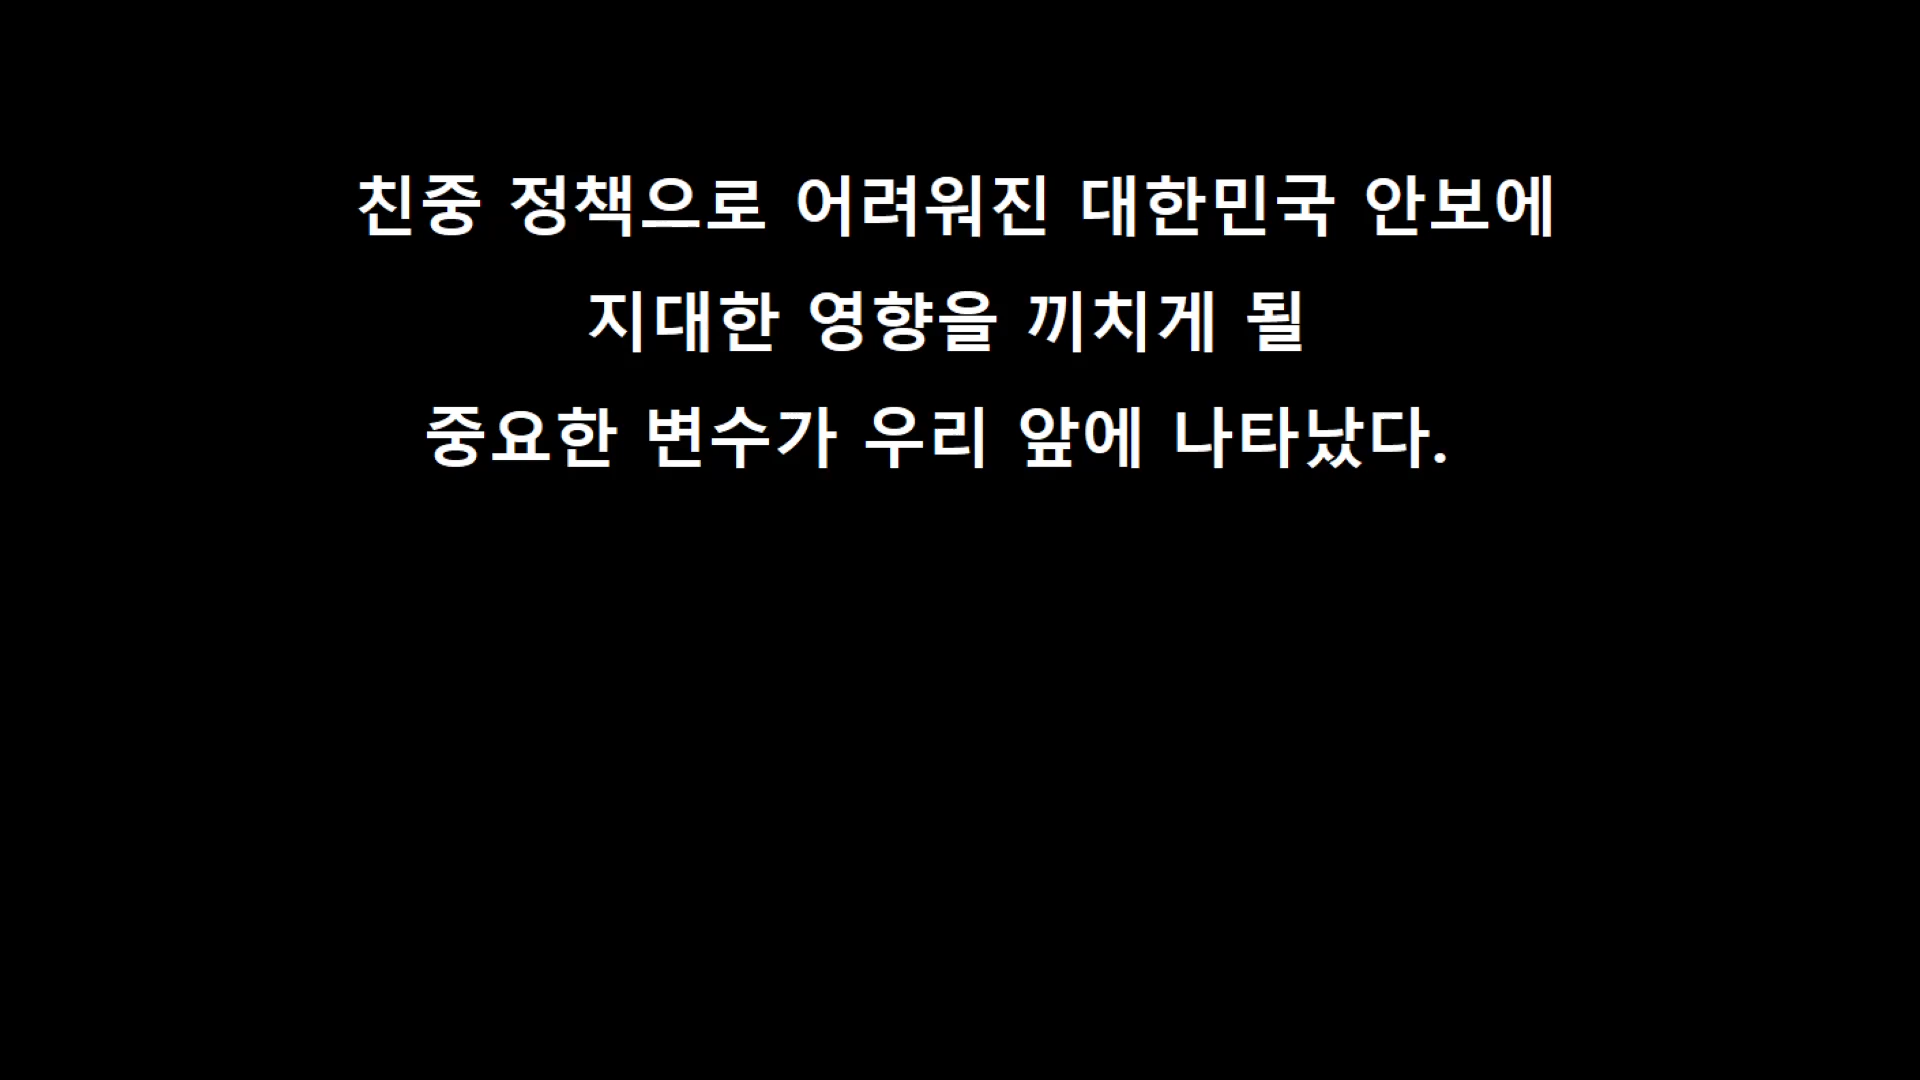 친중 정책으로 어려워진 대한민국 안보에
지대한 영향을 끼치게 될
중요한 변수가 우리 앞에 나타났다.